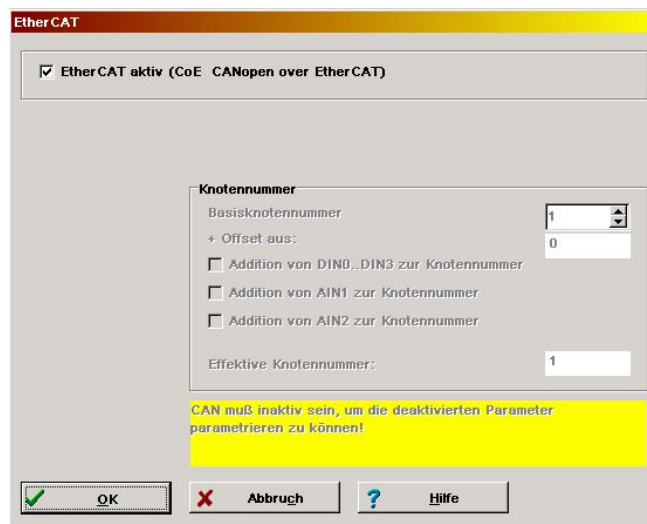 EtherCAT
EtherCAT aktiv (CoE CANopen over EtherCAT)
Knotennummer
Basisknotennummer
1
+ Offset aus:
0
Addition von DIN0..DIN3 zur Knotennummer
Addition von AIN1 zur Knotennummer
Addition von AIN2 zur Knotennummer
Effektive Knotennummer:
1
CAN muß inaktiv sein, um die deaktivierten Parameter
parametrieren zu können!
OK
Abbruch
Hilfe